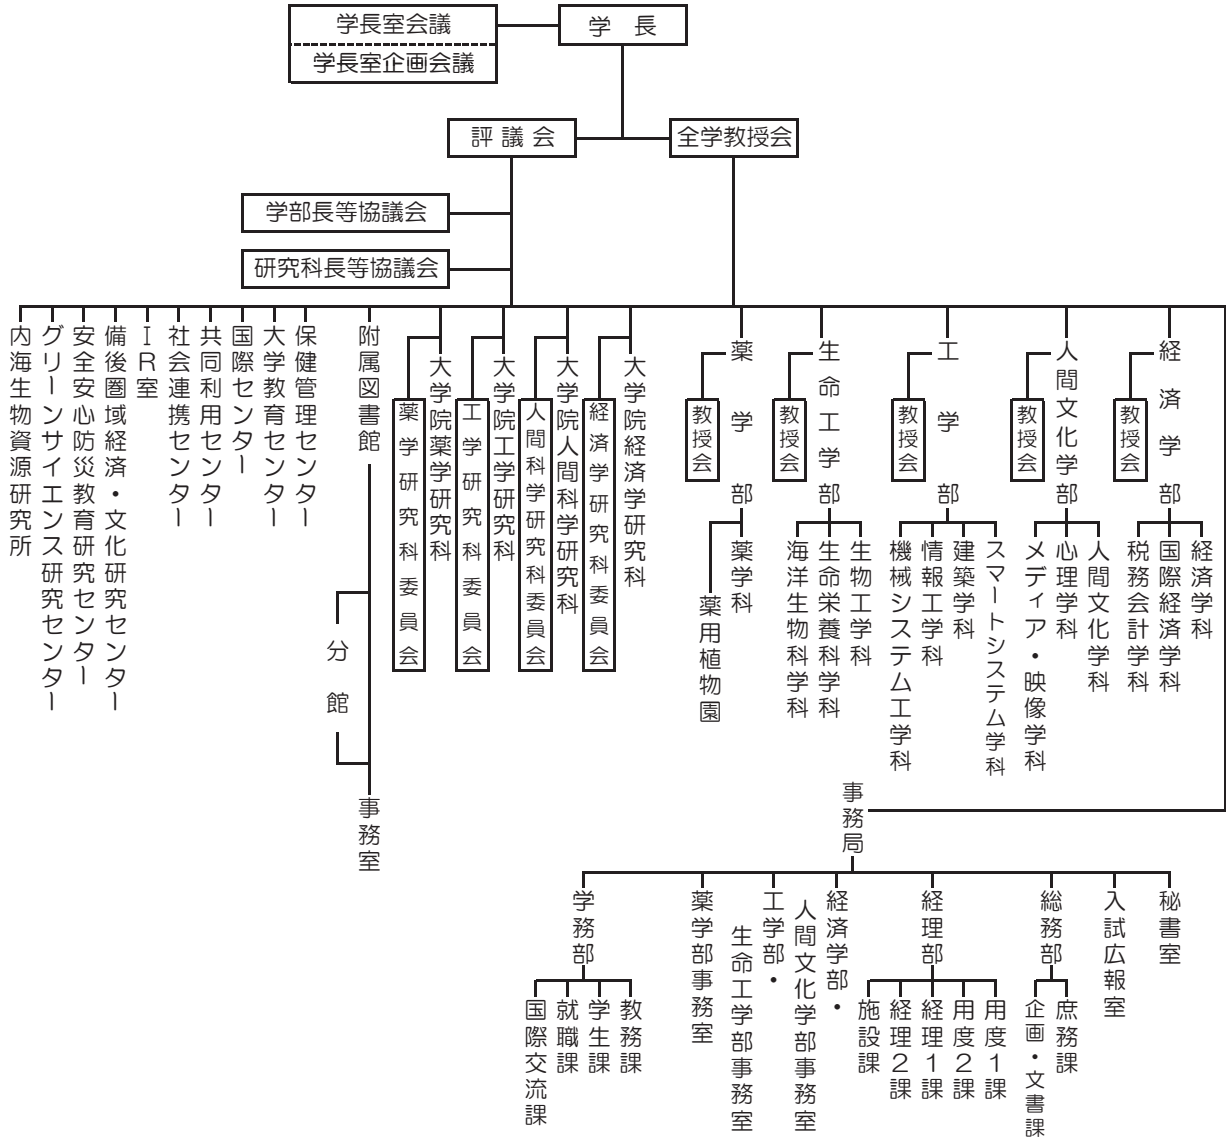 学長室会議
学長室企画会議
学　長
評 議 会
全学教授会
学部長等協議会
研究科長等協議会
経済学部
教授会
経済学科
国際経済学科
税務会計学科
人間文化学部
教授会
人間文化学科
心理学科
メディア・映像学科
工学部
教授会
スマートシステム学科
建築学科
情報工学科
機械システム工学科
生命工学部
教授会
生物工学科
生命栄養科学科
海洋生物科学科
薬学部
教授会
薬学科
薬用植物園
大学院経済学研究科
経済学研究科委員会
大学院人間科学研究科
人間科学研究科委員会
大学院工学研究科
工学研究科委員会
大学院薬学研究科
薬学研究科委員会
附属図書館
分館
事務室
保健管理センター
大学教育センター
国際センター
共同利用センター
社会連携センター
ＩＲ室
備後圏域経済・文化研究センター
安全安心防災教育研究センター
グリーンサイエンス研究センター
内海生物資源研究所
事務局
秘書室
入試広報室
総務部
庶務課
企画・文書課
経理部
用度１課
用度２課
経理１課
経理２課
施設課
経済学部・
人間文化学部事務室
工学部・
生命工学部事務室
薬学部事務室
学務部
教務課
学生課
就職課
国際交流課